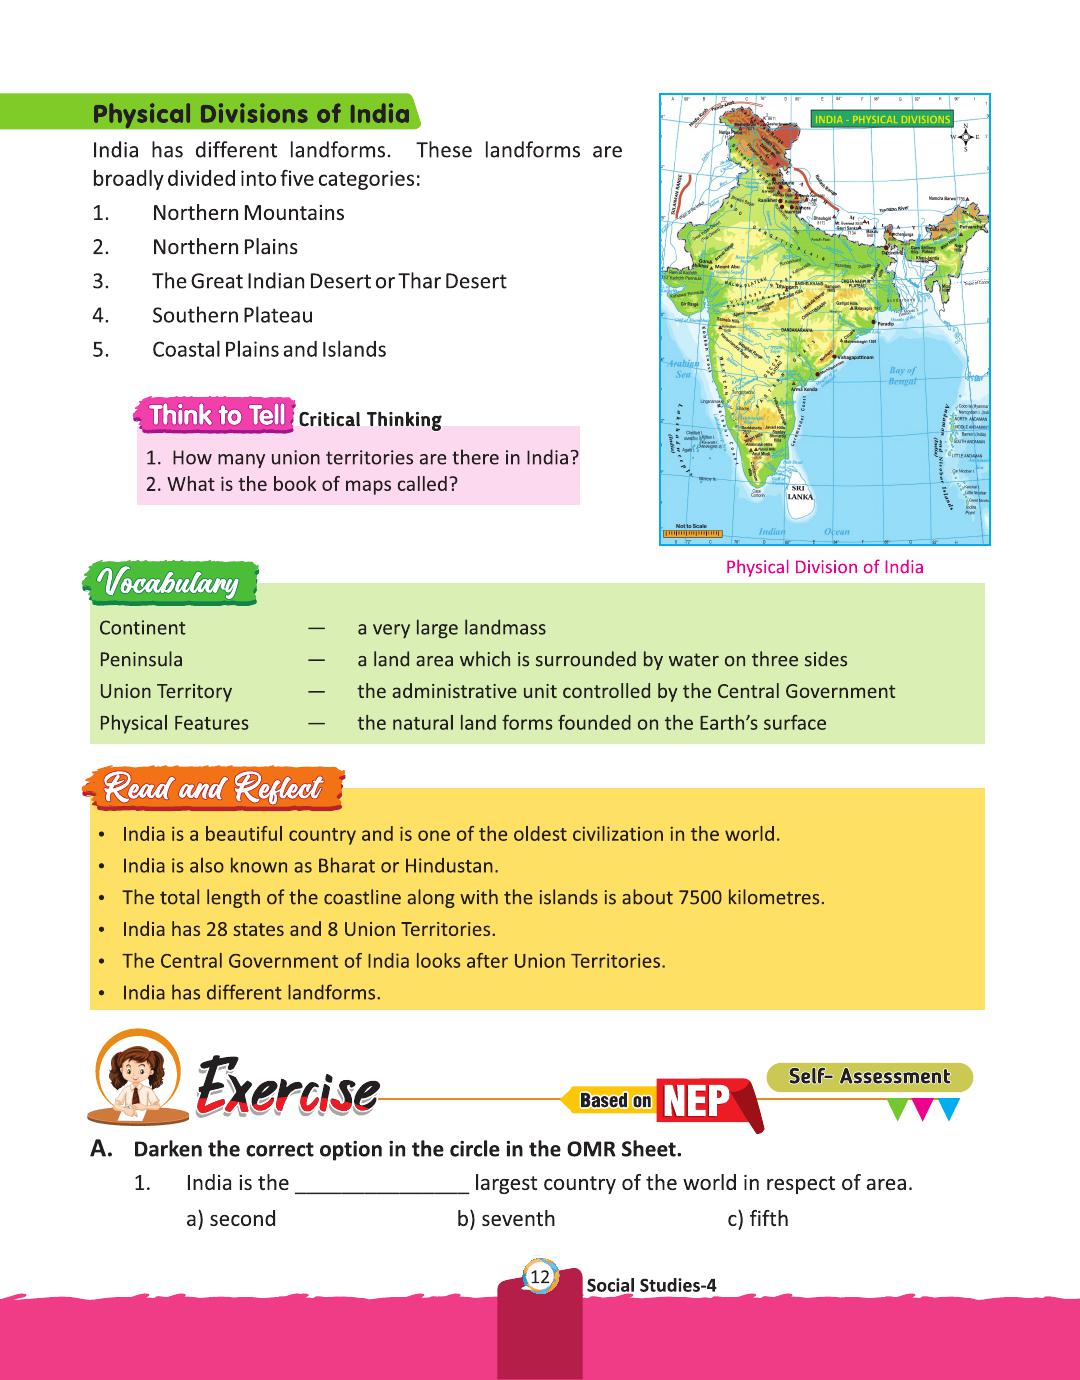 Physical Divisions of India
India has different landforms. These landforms are
broadly divided into five categories:
1. Northern Mountains
2. Northern Plains
3. The Great Indian Desert or Thar Desert
4. Southern Plateau
5. Coastal Plains and Islands
INDIA - PHYSICAL DIVISIONS
N
W E
S
Mount Abu
DANDAKARANYA
Paradip
Vishagapattinam
Arma Konda
Arabian
Sea
Bay of
Bengal
SRI
LANKA
Indian Ocean
Not to Scale
Physical Division of India
Think to Tell Critical Thinking
1. How many union territories are there in India?
2. What is the book of maps called?
Vocabulary
Continent — a very large landmass
Peninsula — a land area which is surrounded by water on three sides
Union Territory — the administrative unit controlled by the Central Government
Physical Features — the natural land forms founded on the Earth's surface
Read and Reflect
• India is a beautiful country and is one of the oldest civilization in the world.
• India is also known as Bharat or Hindustan.
• The total length of the coastline along with the islands is about 7500 kilometres.
• India has 28 states and 8 Union Territories.
• The Central Government of India looks after Union Territories.
• India has different landforms.
Exercise
Based on NEP
Self- Assessment
A. Darken the correct option in the circle in the OMR Sheet.
1. India is the ________________ largest country of the world in respect of area.
a) second b) seventh c) fifth
12
Social Studies-4